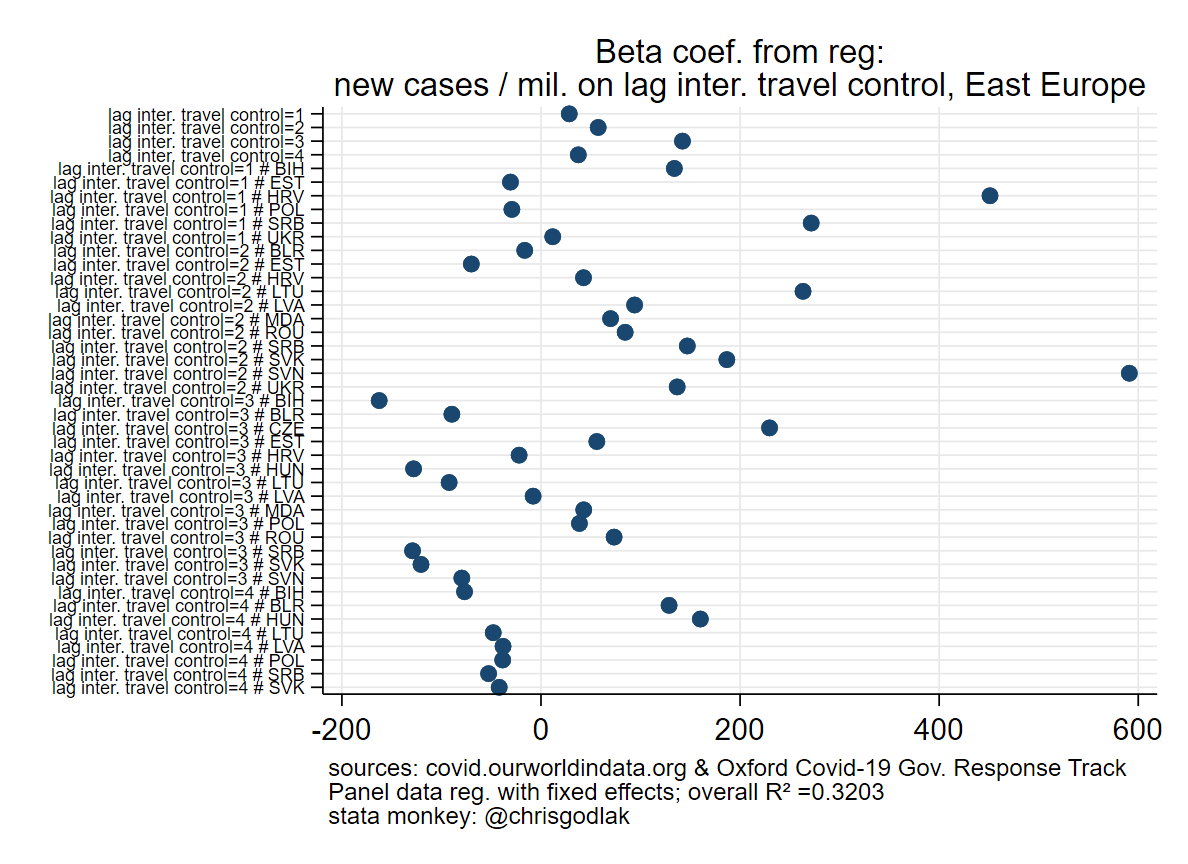 Beta coef. from reg:
new cases / mil. on lag inter. travel control, East Europe
lag inter. travel control=1
lag inter. travel control=2
lag inter. travel control=3
lag inter. travel control=4
lag inter. travel control=1 # BIH
lag inter. travel control=1 # EST
lag inter. travel control=1 # HRV
lag inter. travel control=1 # POL
lag inter. travel control=1 # SRB
lag inter. travel control=1 # UKR
lag inter. travel control=2 # BLR
lag inter. travel control=2 # EST
lag inter. travel control=2 # HRV
lag inter. travel control=2 # LTU
lag inter. travel control=2 # LVA
lag inter. travel control=2 # MDA
lag inter. travel control=2 # ROU
lag inter. travel control=2 # SRB
lag inter. travel control=2 # SVK
lag inter. travel control=2 # SVN
lag inter. travel control=2 # UKR
lag inter. travel control=3 # BIH
lag inter. travel control=3 # BLR
lag inter. travel control=3 # CZE
lag inter. travel control=3 # EST
lag inter. travel control=3 # HRV
lag inter. travel control=3 # HUN
lag inter. travel control=3 # LTU
lag inter. travel control=3 # LVA
lag inter. travel control=3 # MDA
lag inter. travel control=3 # POL
lag inter. travel control=3 # ROU
lag inter. travel control=3 # SRB
lag inter. travel control=3 # SVK
lag inter. travel control=3 # SVN
lag inter. travel control=4 # BIH
lag inter. travel control=4 # BLR
lag inter. travel control=4 # HUN
lag inter. travel control=4 # LTU
lag inter. travel control=4 # LVA
lag inter. travel control=4 # POL
lag inter. travel control=4 # SRB
lag inter. travel control=4 # SVK
-200 0 200 400 600
sources: covid.ourworldindata.org & Oxford Covid-19 Gov. Response Track
Panel data reg. with fixed effects; overall R² =0.3203
stata monkey: @chrisgodlak